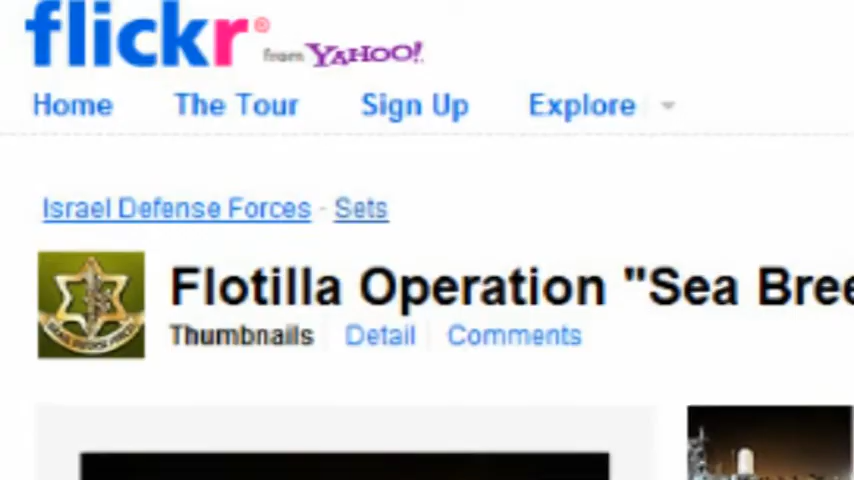 flickr® from YAHOO!
Home The Tour Sign Up Explore
Israel Defense Forces - Sets
Flotilla Operation "Sea Bree
Thumbnails Detail Comments